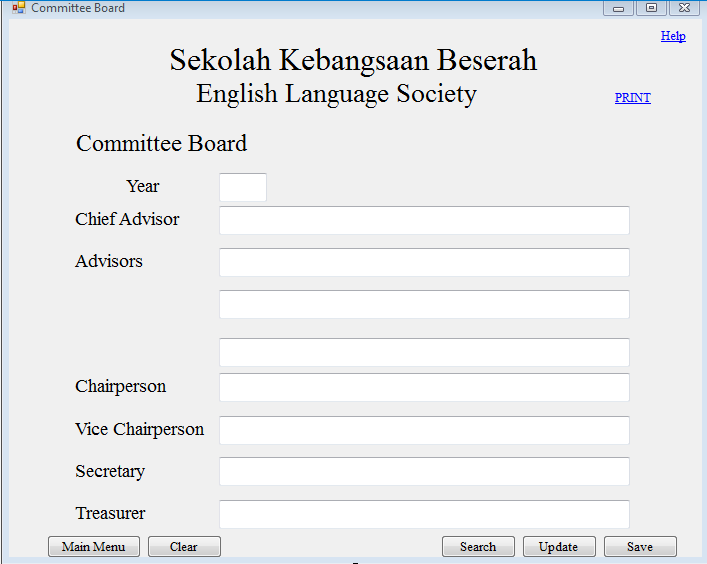 Committee Board
Help
Sekolah Kebangsaan Beserah
English Language Society
PRINT
Committee Board
Year
Chief Advisor
Advisors
Chairperson
Vice Chairperson
Secretary
Treasurer
Main Menu Clear Search Update Save